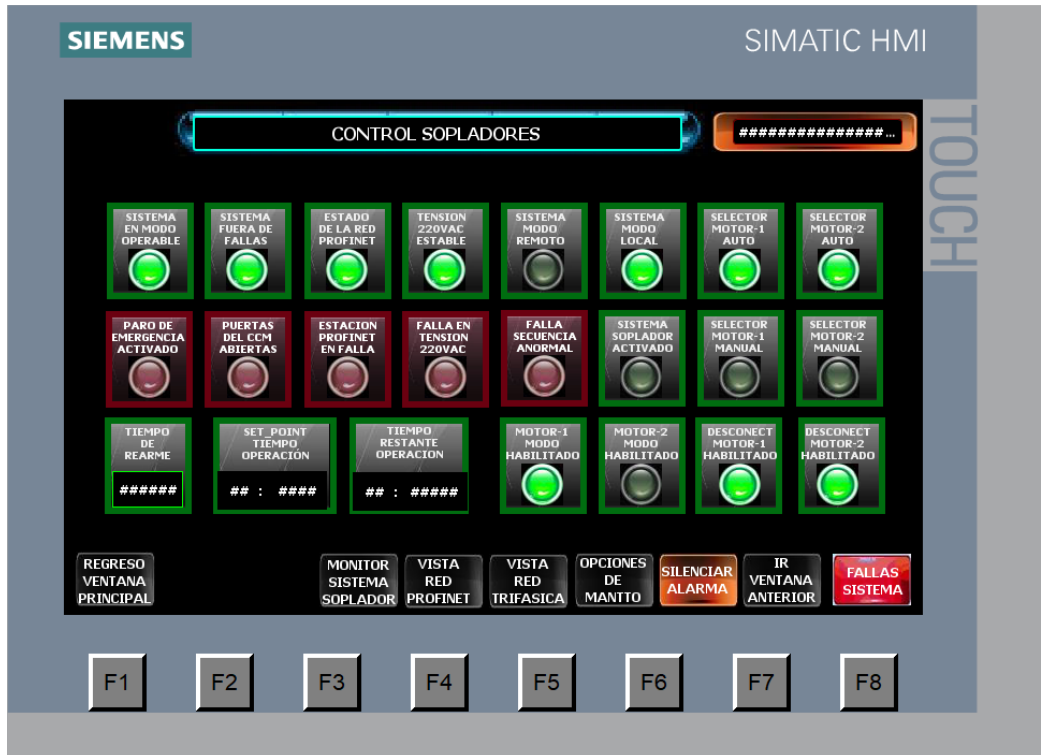 SIEMENS
SIMATIC HMI
TOUCH
CONTROL SOPLADORES
###############...
SISTEMA
EN MODO
OPERABLE
SISTEMA
FUERA DE
FALLAS
ESTADO
DE LA RED
PROFINET
TENSION
220VAC
ESTABLE
SISTEMA
MODO
REMOTO
SISTEMA
MODO
LOCAL
SELECTOR
MOTOR-1
AUTO
SELECTOR
MOTOR-2
AUTO
PARO DE
EMERGENCIA
ACTIVADO
PUERTAS
DEL CCM
ABIERTAS
ESTACION
PROFINET
EN FALLA
FALLA EN
TENSION
220VAC
FALLA
SECUENCIA
ANORMAL
SISTEMA
SOPLADOR
ACTIVADO
SELECTOR
MOTOR-1
MANUAL
SELECTOR
MOTOR-2
MANUAL
TIEMPO
DE
REARME
######
SET_POINT
TIEMPO
OPERACIÓN
## : ####
TIEMPO
RESTANTE
OPERACION
## : #####
MOTOR-1
MODO
HABILITADO
MOTOR-2
MODO
HABILITADO
DESCONECT
MOTOR-1
HABILITADO
DESCONECT
MOTOR-2
HABILITADO
REGRESO
VENTANA
PRINCIPAL
MONITOR
SISTEMA
SOPLADOR
VISTA
RED
PROFINET
VISTA
RED
TRIFASICA
OPCIONES
DE
MANTTO
SILENCIAR
ALARMA
IR
VENTANA
ANTERIOR
FALLAS
SISTEMA
F1
F2
F3
F4
F5
F6
F7
F8